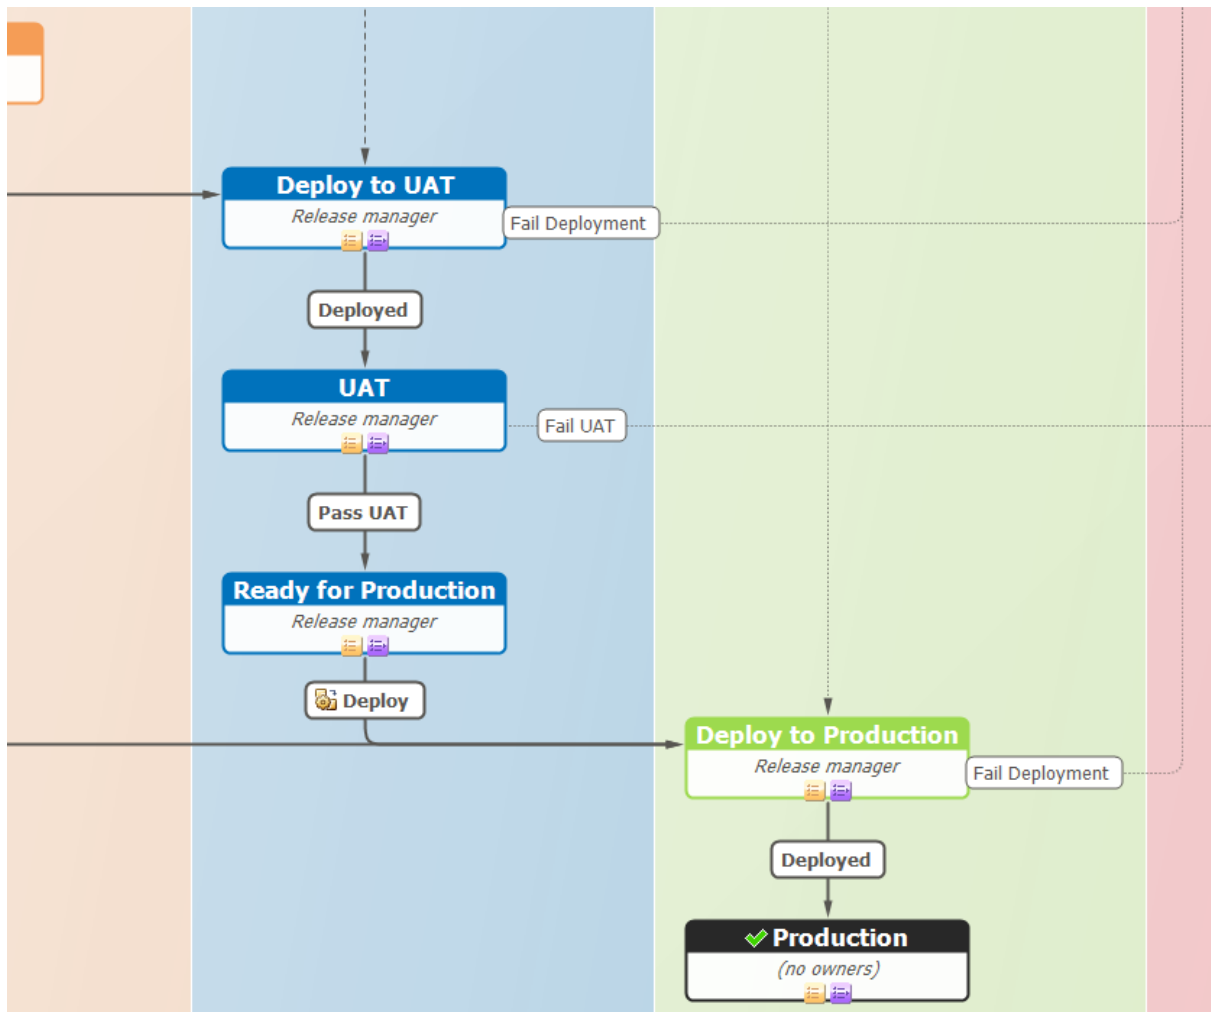 Deploy to UAT
Release manager
Fail Deployment
Deployed
UAT
Release manager
Fail UAT
Pass UAT
Ready for Production
Release manager
Deploy
Deploy to Production
Release manager
Fail Deployment
Deployed
Production
(no owners)